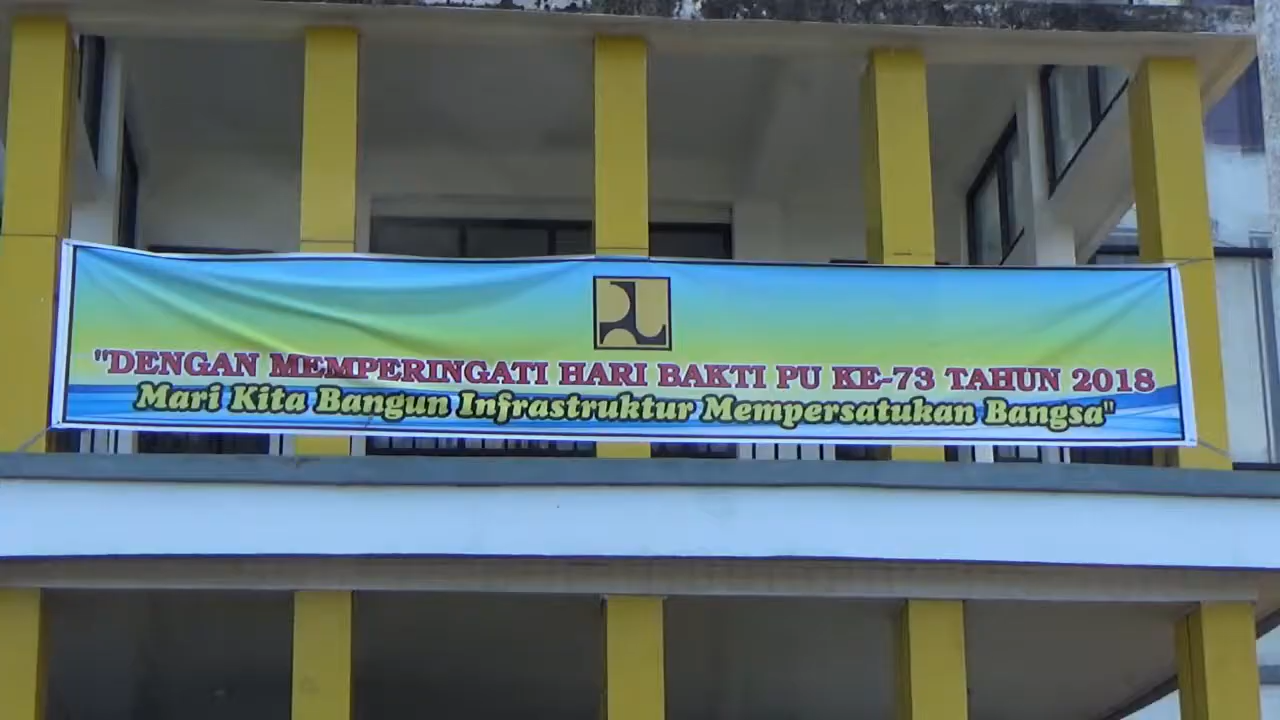 "DENGAN MEMPERINGATI HARI BAKTI PU KE-73 TAHUN 2018
Mari Kita Bangun Infrastruktur Mempersatukan Bangsa"